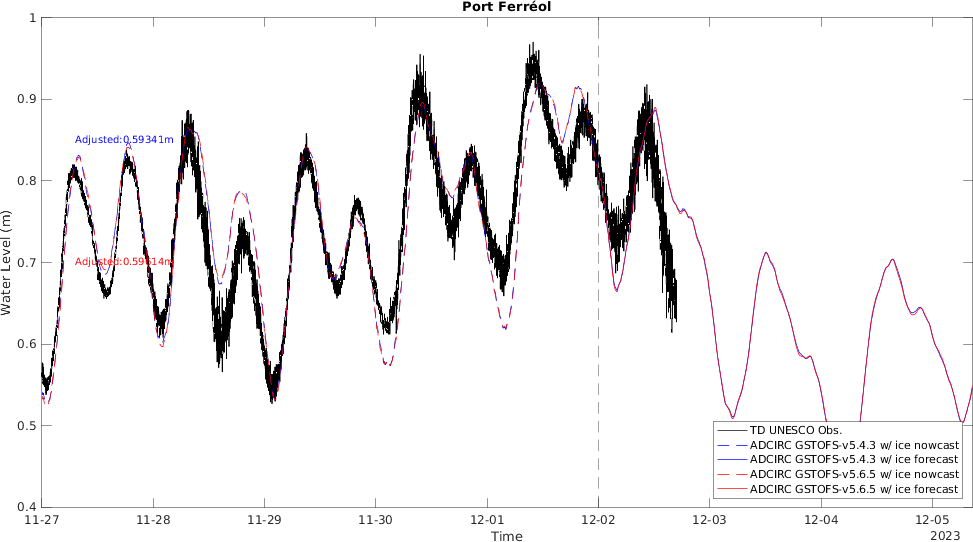 Port Ferréol
1
0.9
0.8
0.7
0.6
0.5
0.4
Water Level (m)
Adjusted:0.59341m
Adjusted:0.59614m
TD UNESCO Obs.
ADCIRC GSTOFS-v5.4.3 w/ ice nowcast
ADCIRC GSTOFS-v5.4.3 w/ ice forecast
ADCIRC GSTOFS-v5.6.5 w/ ice nowcast
ADCIRC GSTOFS-v5.6.5 w/ ice forecast
11-27 11-28 11-29 11-30 12-01 12-02 12-03 12-04 12-05
Time
2023